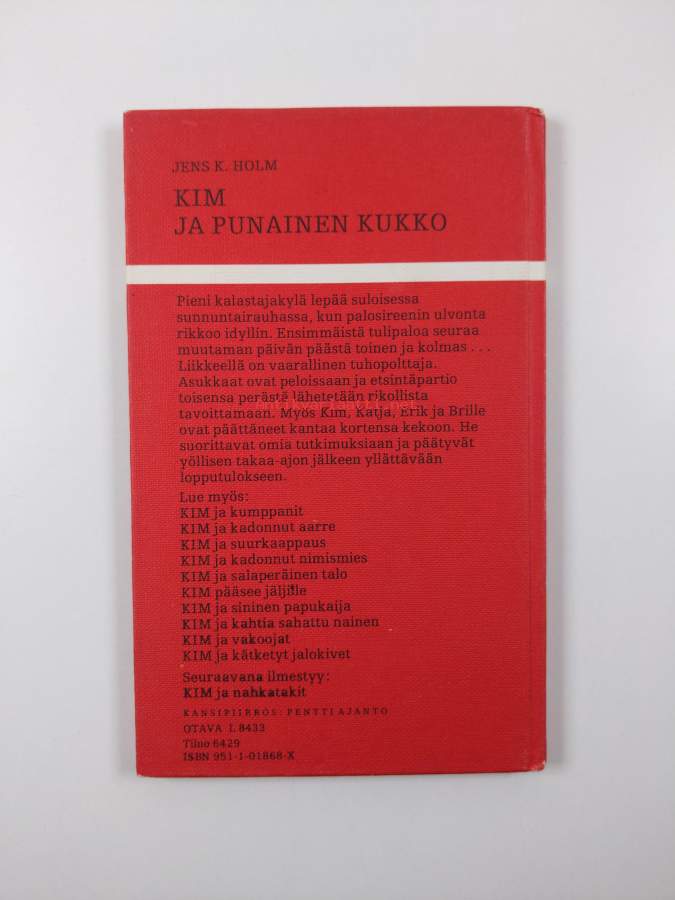 JENS K. HOLM
KIM
JA PUNAINEN KUKKO
Pieni kalastajakylä lepää suloisessa
sunnuntairauhassa, kun palosireenin ulvonta
rikkoo idyllin. Ensimmäistä tulipaloa seuraa
muutaman päivän päästä toinen ja kolmas . . .
Liikkeellä on vaarallinen tuhopolttaja.
Asukkaat ovat peloissaan ja etsintäpartio
toisensa perästä lähetetään rikollista
tavoittamaan. Myös Kim, Katja, Erik ja Brille
ovat päättäneet kantaa kortensa kekoon. He
suorittavat omia tutkimuksiaan ja päätyvät
yöllisen takaa-ajon jälkeen yllättävään
lopputulokseen.
Lue myös:
KIM ja kumppanit
KIM ja kadonnut aarre
KIM ja suurkaappaus
KIM ja kadonnut nimismies
KIM ja salaperäinen talo
KIM pääsee jäljille
KIM ja sininen papukaija
KIM ja kahtia sahattu nainen
KIM ja vakoojat
KIM ja kätketyt jalokivet
Seuraavana ilmestyy:
KIM ja nahkatakit
KANSIPIIRROS: PENTTI AJANTO
OTAVA L 8433
Tilno 6429
ISBN 951-1-01868-X